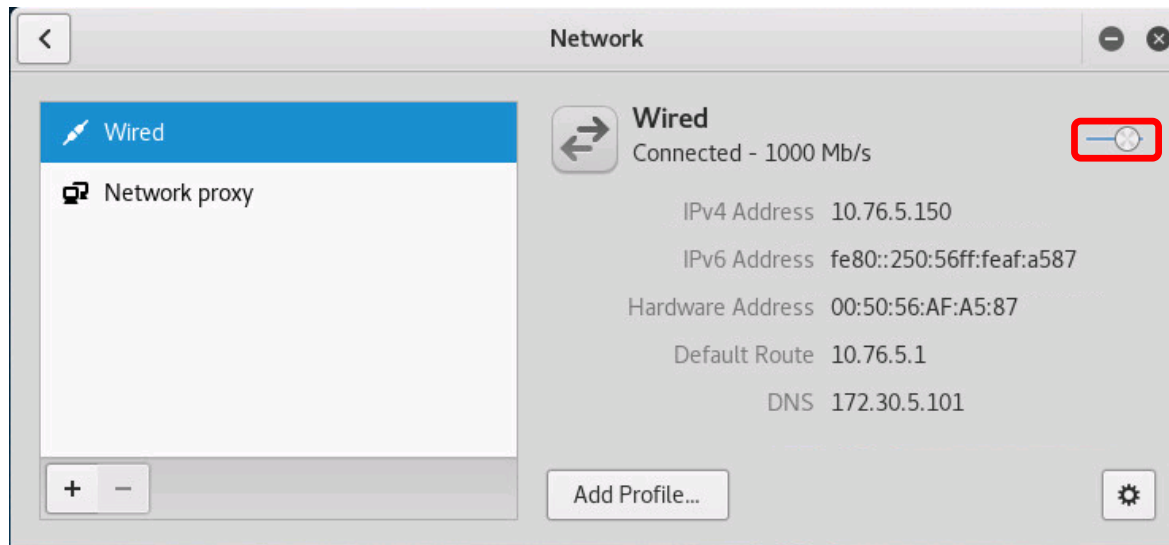 Network
Wired
Network proxy
Wired
Connected - 1000 Mb/s
IPv4 Address 10.76.5.150
IPv6 Address fe80::250:56ff:feaf:a587
Hardware Address 00:50:56:AF:A5:87
Default Route 10.76.5.1
DNS 172.30.5.101
+ −
Add Profile...